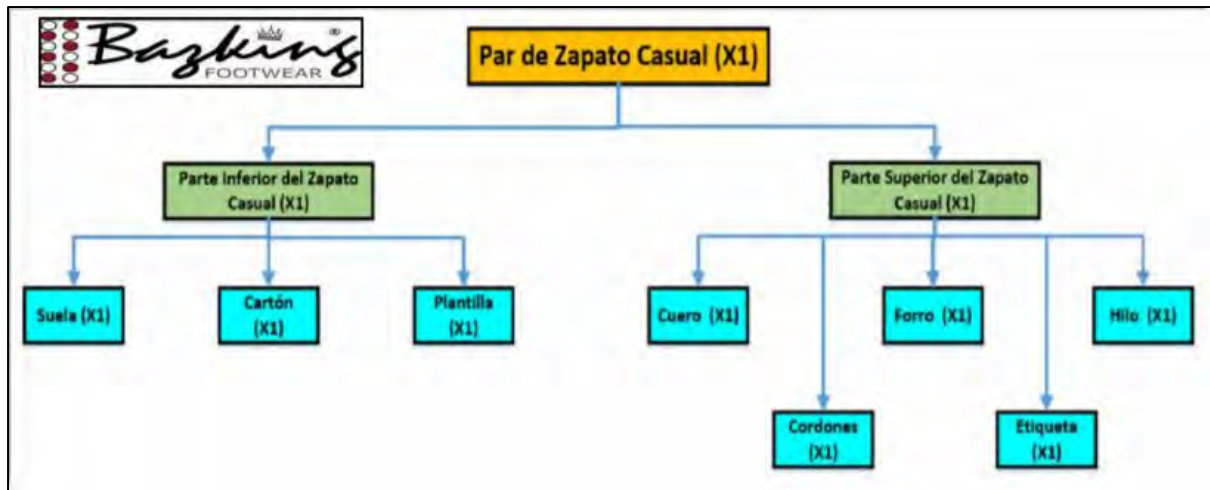 Bazking
®
FOOTWEAR
Par de Zapato Casual (X1)
Parte Inferior del Zapato
Casual (X1)
Parte Superior del Zapato
Casual (X1)
Suela (X1)
Cartón
(X1)
Plantilla
(X1)
Cuero (X1)
Forro (X1)
Hilo (X1)
Cordones
(X1)
Etiqueta
(X1)